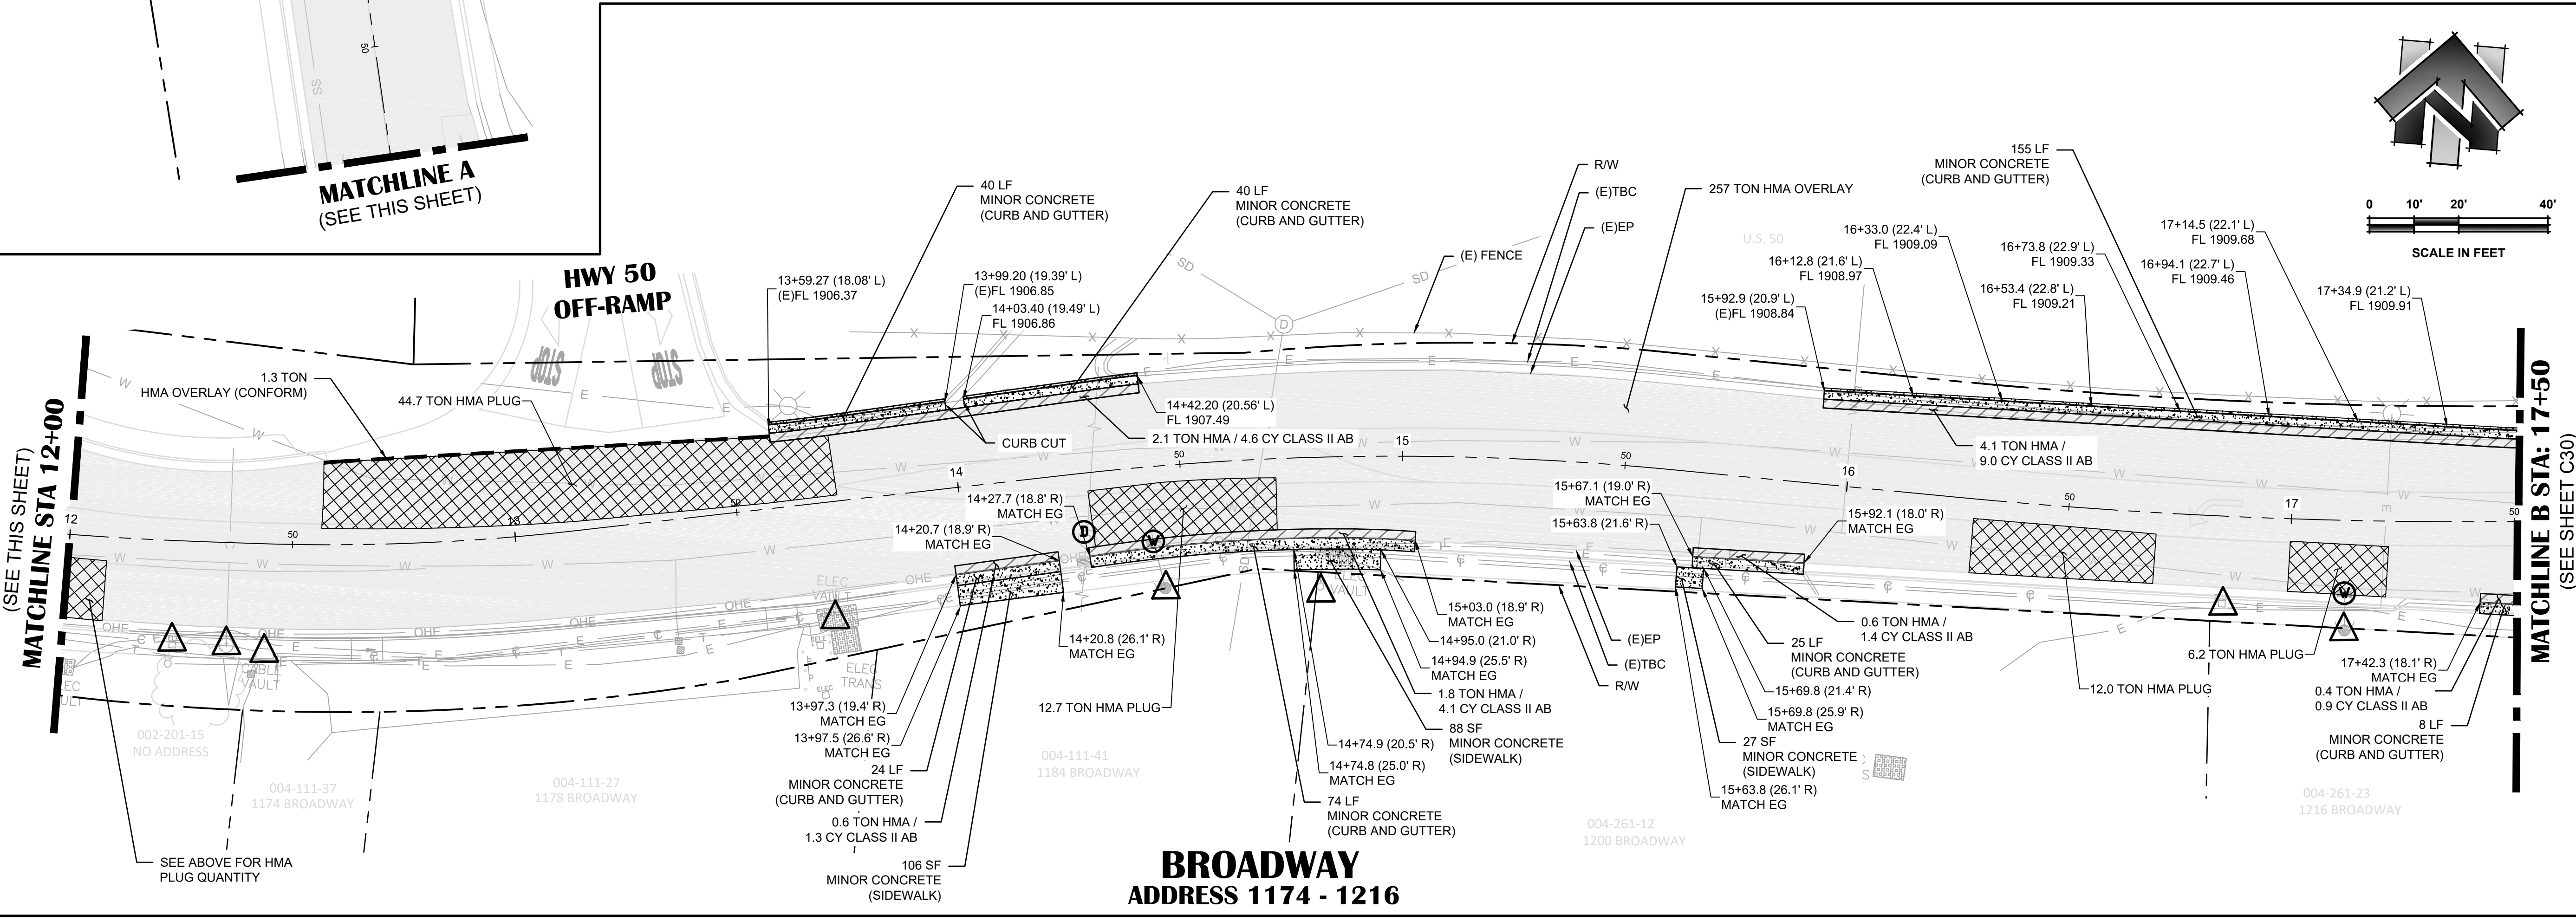 50
SS
MATCHLINE A
(SEE THIS SHEET)
0 10' 20' 40'
SCALE IN FEET
HWY 50
OFF-RAMP
STOP
STOP
(SEE THIS SHEET)
MATCHLINE STA 12+00
MATCHLINE B STA: 17+50
(SEE SHEET C30)
1.3 TON
HMA OVERLAY (CONFORM)
44.7 TON HMA PLUG
13+59.27 (18.08' L)
(E)FL 1906.37
40 LF
MINOR CONCRETE
(CURB AND GUTTER)
13+99.20 (19.39' L)
(E)FL 1906.85
14+03.40 (19.49' L)
FL 1906.86
40 LF
MINOR CONCRETE
(CURB AND GUTTER)
14+42.20 (20.56' L)
FL 1907.49
CURB CUT
2.1 TON HMA / 4.6 CY CLASS II AB
(E) FENCE
R/W
(E)TBC
(E)EP
257 TON HMA OVERLAY
U.S. 50
155 LF
MINOR CONCRETE
(CURB AND GUTTER)
15+92.9 (20.9' L)
(E)FL 1908.84
16+12.8 (21.6' L)
FL 1908.97
16+33.0 (22.4' L)
FL 1909.09
16+53.4 (22.8' L)
FL 1909.21
16+73.8 (22.9' L)
FL 1909.33
16+94.1 (22.7' L)
FL 1909.46
17+14.5 (22.1' L)
FL 1909.68
17+34.9 (21.2' L)
FL 1909.91
4.1 TON HMA /
9.0 CY CLASS II AB
12
50
13
50
14
50
15
50
16
50
17
50
14+27.7 (18.8' R)
MATCH EG
14+20.7 (18.9' R)
MATCH EG
D
W
15+67.1 (19.0' R)
MATCH EG
15+63.8 (21.6' R)
15+92.1 (18.0' R)
MATCH EG
ELEC
VAULT
ELEC
TRANS
ELEC
CABLE
VAULT
ELEC
VAULT
14+20.8 (26.1' R)
MATCH EG
13+97.3 (19.4' R)
MATCH EG
13+97.5 (26.6' R)
MATCH EG
24 LF
MINOR CONCRETE
(CURB AND GUTTER)
0.6 TON HMA /
1.3 CY CLASS II AB
106 SF
MINOR CONCRETE
(SIDEWALK)
12.7 TON HMA PLUG
15+03.0 (18.9' R)
MATCH EG
14+95.0 (21.0' R)
14+94.9 (25.5' R)
MATCH EG
1.8 TON HMA /
4.1 CY CLASS II AB
88 SF
MINOR CONCRETE
(SIDEWALK)
14+74.9 (20.5' R)
14+74.8 (25.0' R)
MATCH EG
74 LF
MINOR CONCRETE
(CURB AND GUTTER)
(E)EP
(E)TBC
R/W
0.6 TON HMA /
1.4 CY CLASS II AB
25 LF
MINOR CONCRETE
(CURB AND GUTTER)
15+69.8 (21.4' R)
15+69.8 (25.9' R)
MATCH EG
27 SF
MINOR CONCRETE
(SIDEWALK)
15+63.8 (26.1' R)
MATCH EG
12.0 TON HMA PLUG
6.2 TON HMA PLUG
W
17+42.3 (18.1' R)
MATCH EG
0.4 TON HMA /
0.9 CY CLASS II AB
8 LF
MINOR CONCRETE
(CURB AND GUTTER)
002-201-15
NO ADDRESS
004-111-37
1174 BROADWAY
004-111-27
1178 BROADWAY
004-111-41
1184 BROADWAY
004-261-12
1200 BROADWAY
004-261-23
1216 BROADWAY
SEE ABOVE FOR HMA
PLUG QUANTITY
BROADWAY
ADDRESS 1174 - 1216